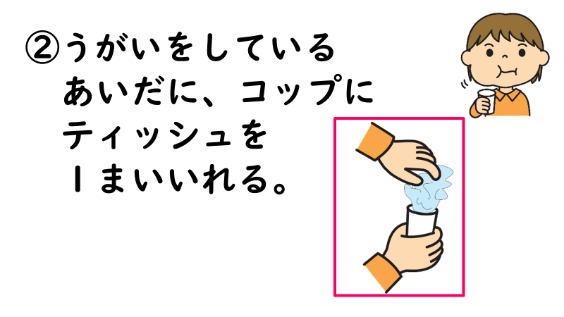 ②うがいをしている
あいだに、コップに
ティッシュを
1まいいれる。